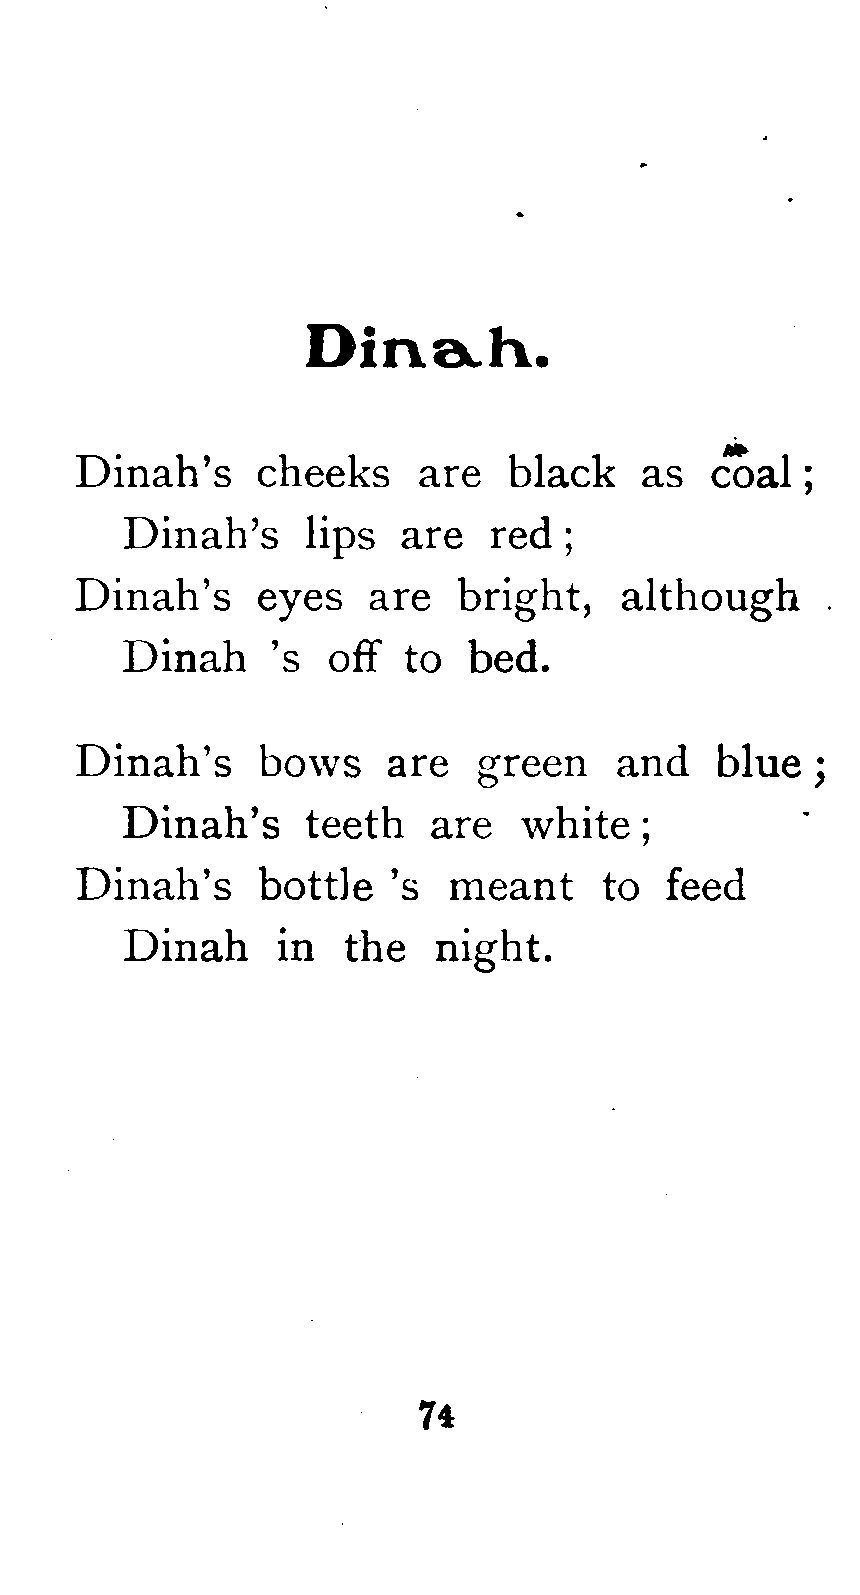 Dinah.
Dinah's cheeks are black as coal;
Dinah's lips are red;
Dinah's eyes are bright, although
Dinah 's off to bed.
Dinah's bows are green and blue;
Dinah's teeth are white;
Dinah's bottle 's meant to feed
Dinah in the night.
74